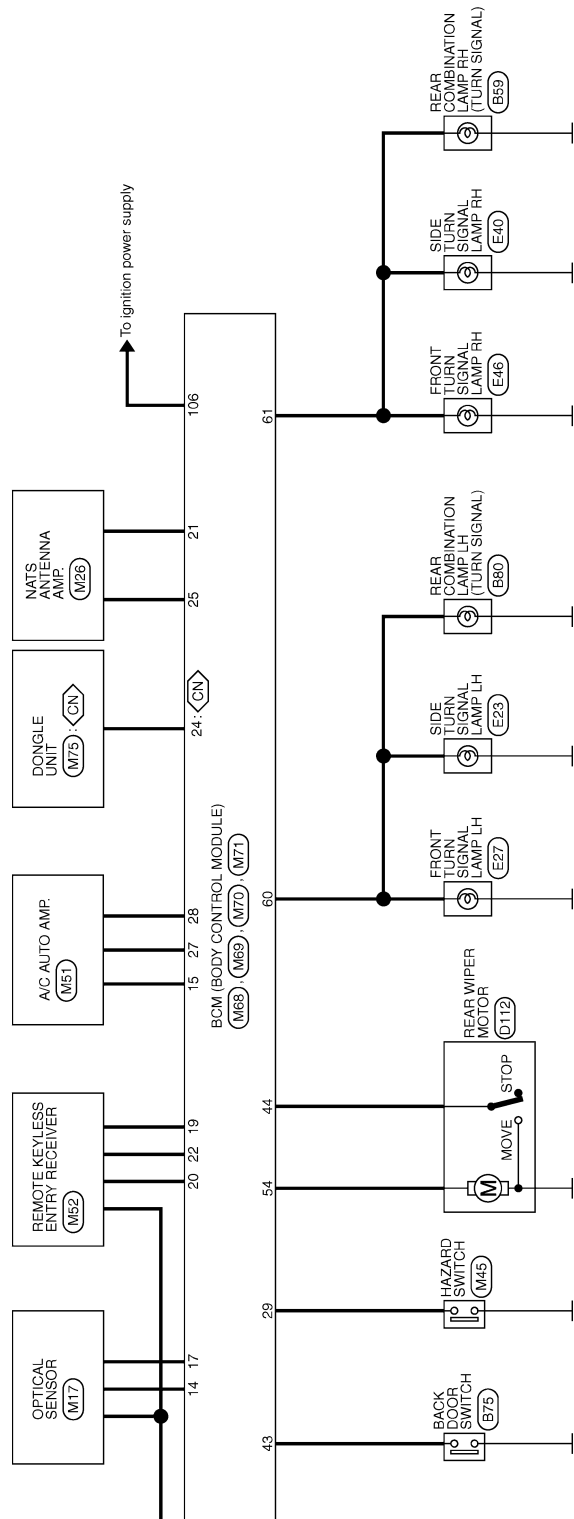 OPTICAL
SENSOR
M17
REMOTE KEYLESS
ENTRY RECEIVER
M52
A/C AUTO AMP.
M51
DONGLE
UNIT
M75 : CN
NATS
ANTENNA
AMP.
M26
To ignition power supply
14
17
20
22
19
15
27
28
24 : CN
25
21
106
BCM (BODY CONTROL MODULE)
M68 , M69 , M70 , M71
43
29
54
44
60
61
BACK
DOOR
SWITCH
B75
HAZARD
SWITCH
M45
REAR WIPER
MOTOR
D112
M
MOVE
STOP
FRONT
TURN
SIGNAL
LAMP LH
E27
SIDE
TURN
SIGNAL
LAMP LH
E23
REAR
COMBINATION
LAMP LH
(TURN SIGNAL)
B80
FRONT
TURN
SIGNAL
LAMP RH
E46
SIDE
TURN
SIGNAL
LAMP RH
E40
REAR
COMBINATION
LAMP RH
(TURN SIGNAL)
B59